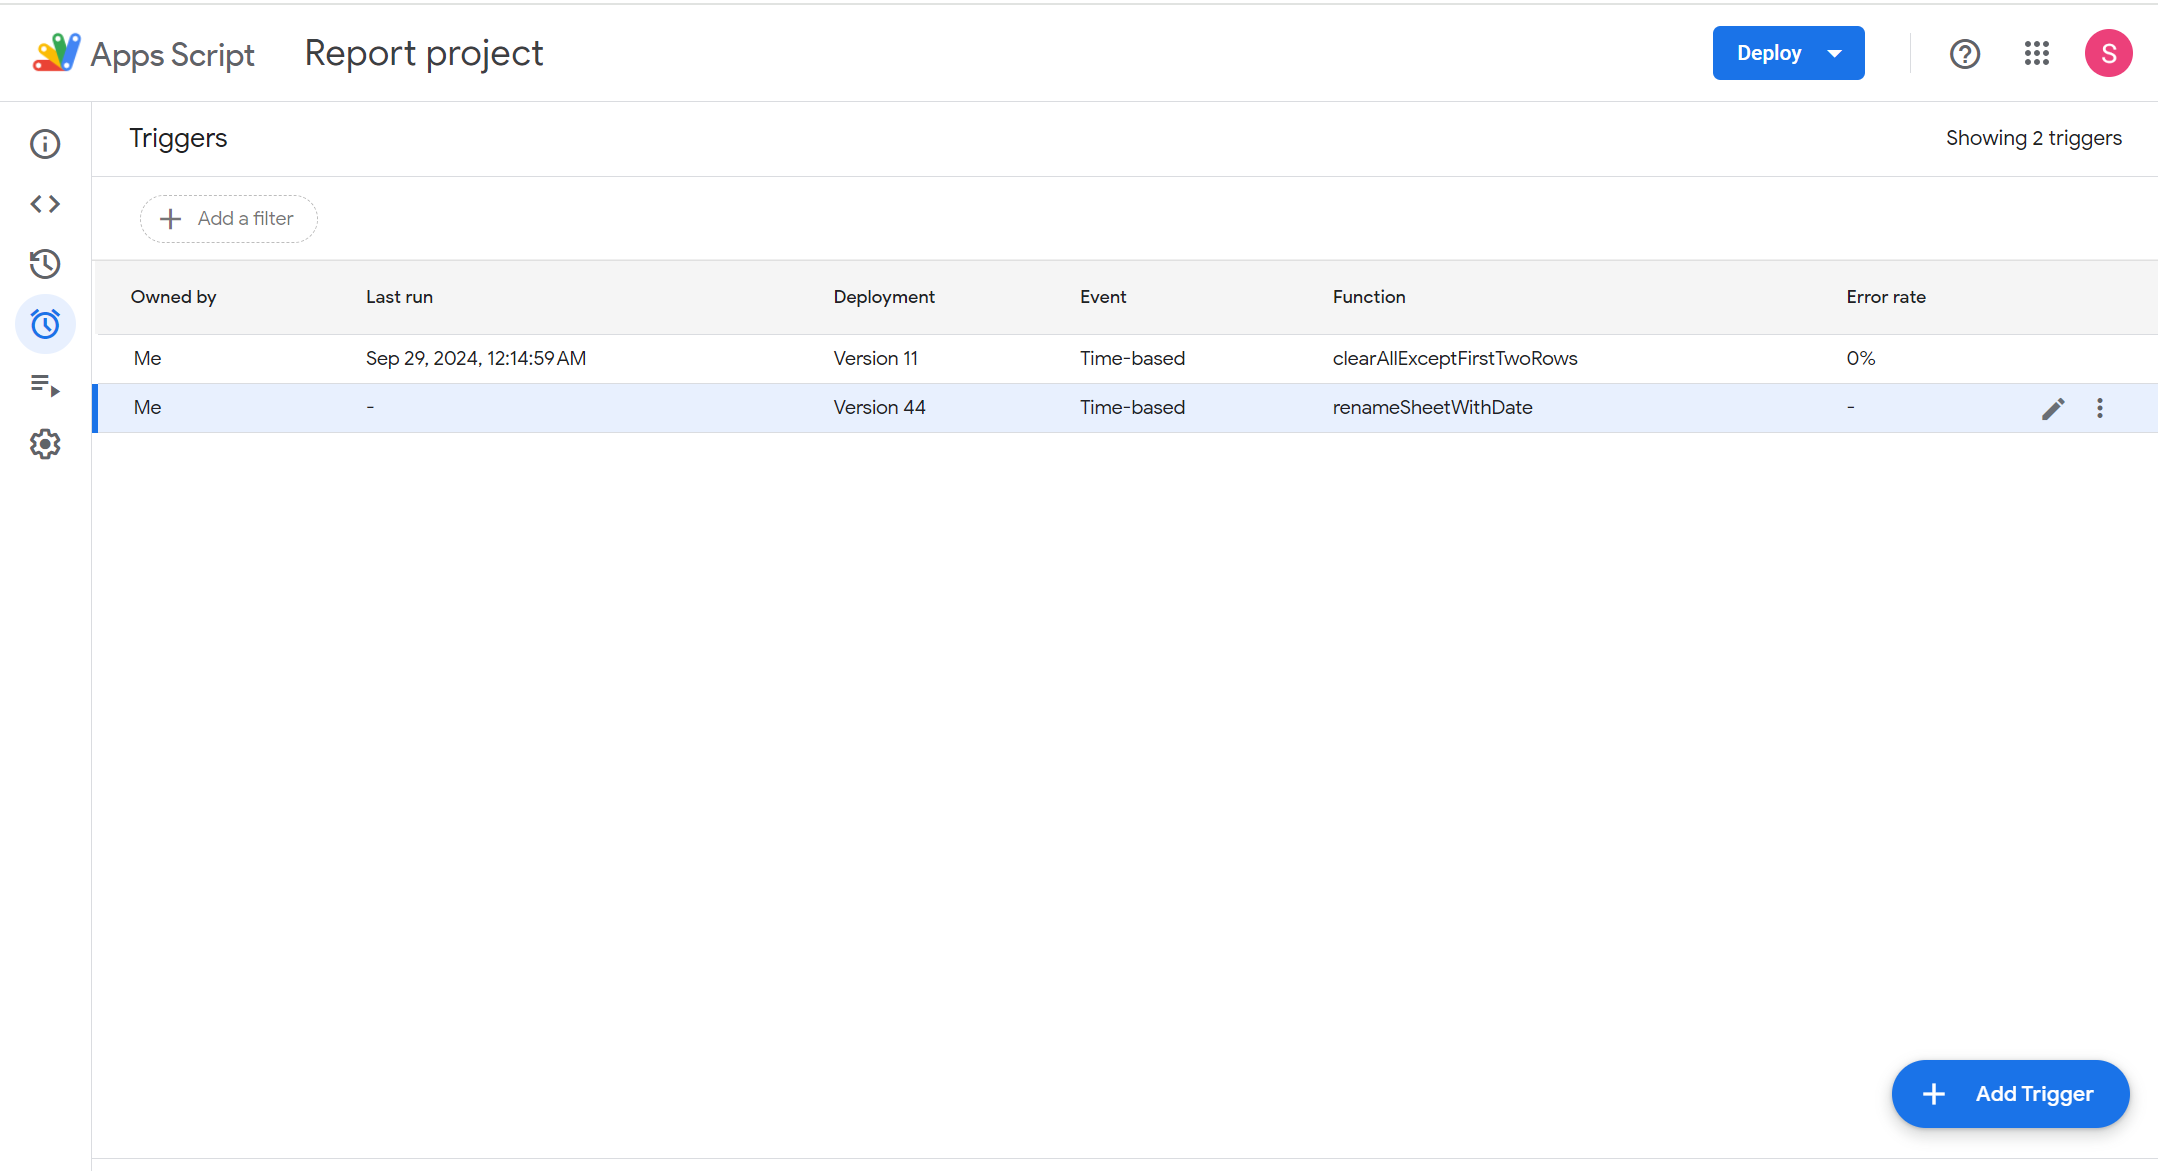 Apps Script Report project Deploy S
Triggers Showing 2 triggers
Add a filter
Owned by Last run Deployment Event Function Error rate
Me Sep 29, 2024, 12:14:59 AM Version 11 Time-based clearAllExceptFirstTwoRows 0%
Me - Version 44 Time-based renameSheetWithDate -
Add Trigger